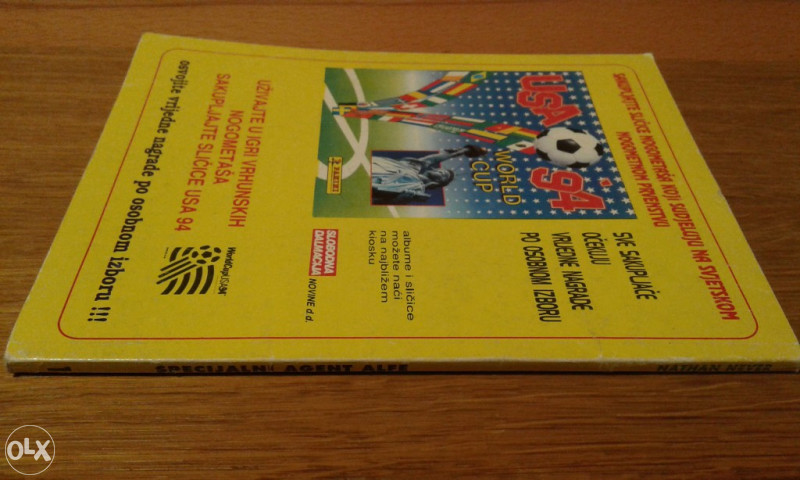 SAKUPLJAJTE SLIČICE NOGOMETAŠA KOJI SUDJELUJU NA SVJETSKOM
NOGOMETNOM PRVENSTVU
USA
94
WORLD
CUP
PANINI
SVE SAKUPLJAČE
OČEKUJU
VRIJEDNE NAGRADE
PO OSOBNOM IZBORU
UŽIVAJTE U IGRI VRHUNSKIH
NOGOMETAŠA
SAKUPLJAJTE SLIČICE USA 94
albume i sličice
možete naći
na najbližem
kiosku
SLOBODNA
DALMACIJA
NOVINE d.d.
WorldCupUSA94
osvojite vrijedne nagrade po osobnom izboru !!!
1 SPECIJALNI AGENT ALFE NATHAN NEVER
OLX